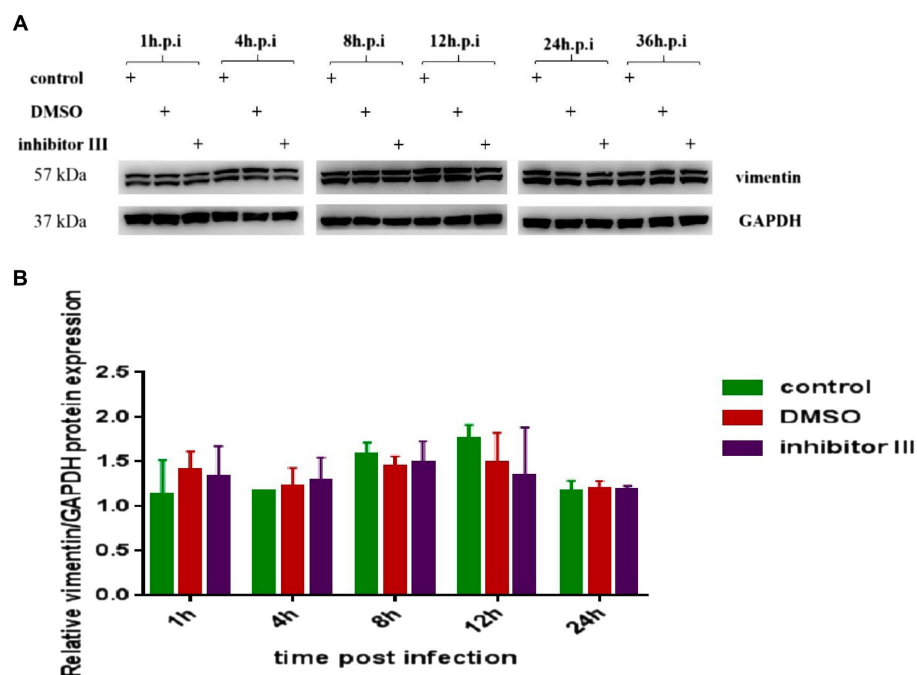 A
1h.p.i 4h.p.i 8h.p.i 12h.p.i 24h.p.i 36h.p.i
control + + + + + +
DMSO + + + + + +
inhibitor III + + + + + +
57 kDa vimentin
37 kDa GAPDH
B
Relative vimentin/GAPDH protein expression
2.5
2.0
1.5
1.0
0.5
0.0
1h 4h 8h 12h 24h
time post infection
control
DMSO
inhibitor III